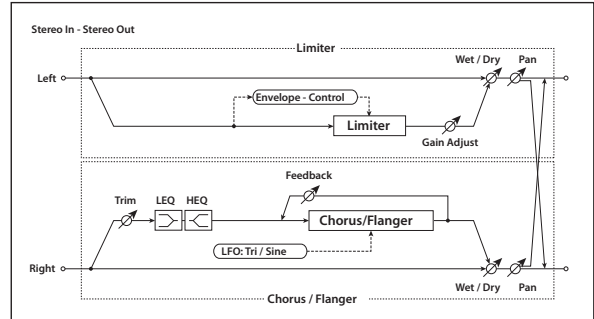 Stereo In - Stereo Out
Limiter
Wet / Dry
Pan
Left
Envelope - Control
Limiter
Gain Adjust
Feedback
Trim
LEQ
HEQ
Chorus/Flanger
LFO: Tri / Sine
Right
Wet / Dry
Pan
Chorus / Flanger